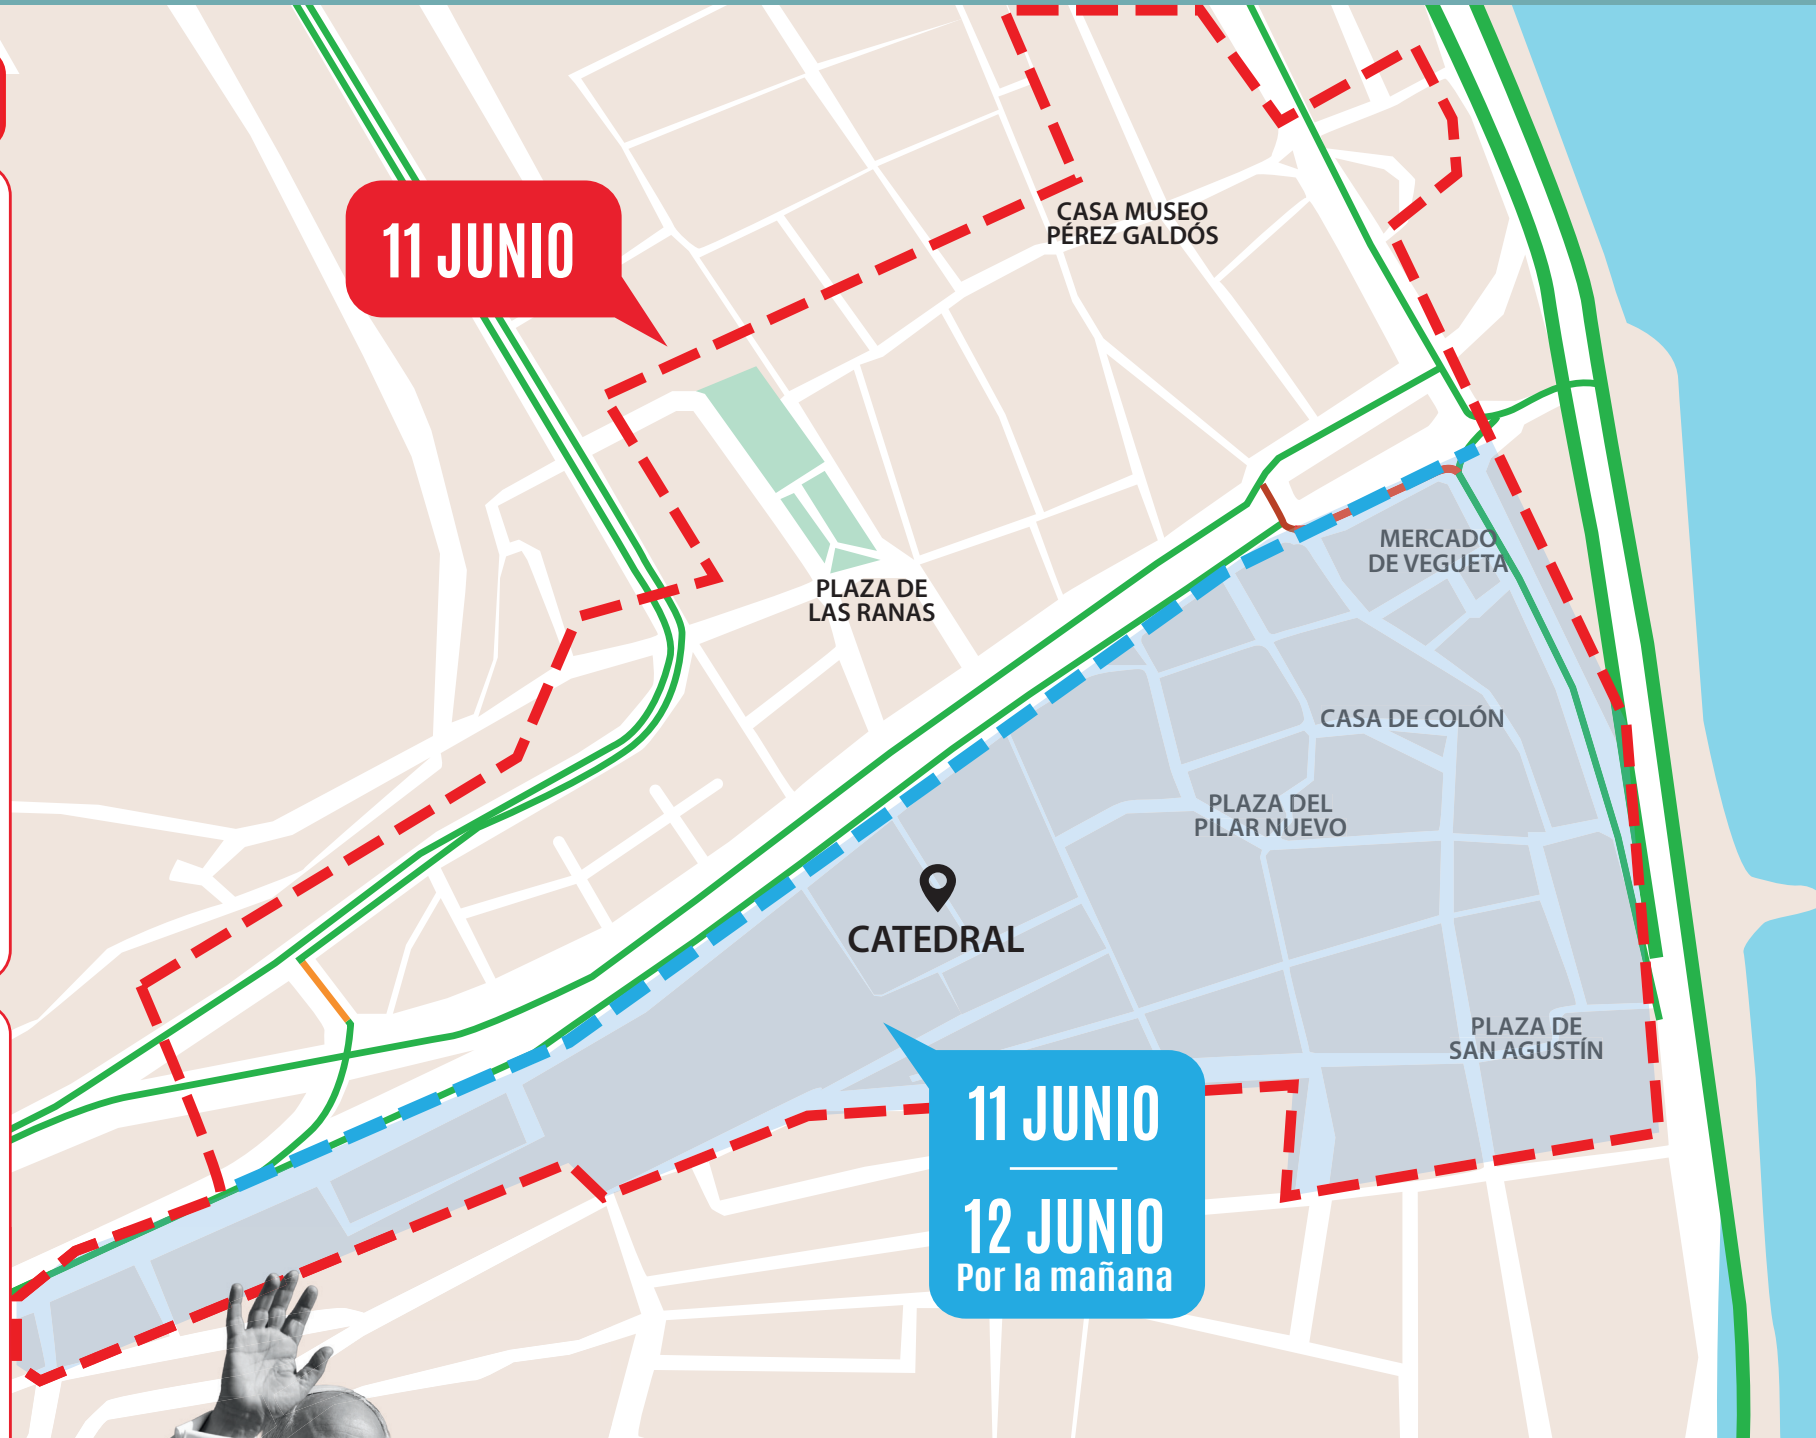 CASA MUSEO
PÉREZ GALDÓS
11 JUNIO
MERCADO
DE VEGUETA
PLAZA DE
LAS RANAS
CASA DE COLÓN
PLAZA DEL
PILAR NUEVO
CATEDRAL
PLAZA DE
SAN AGUSTÍN
11 JUNIO
12 JUNIO
Por la mañana